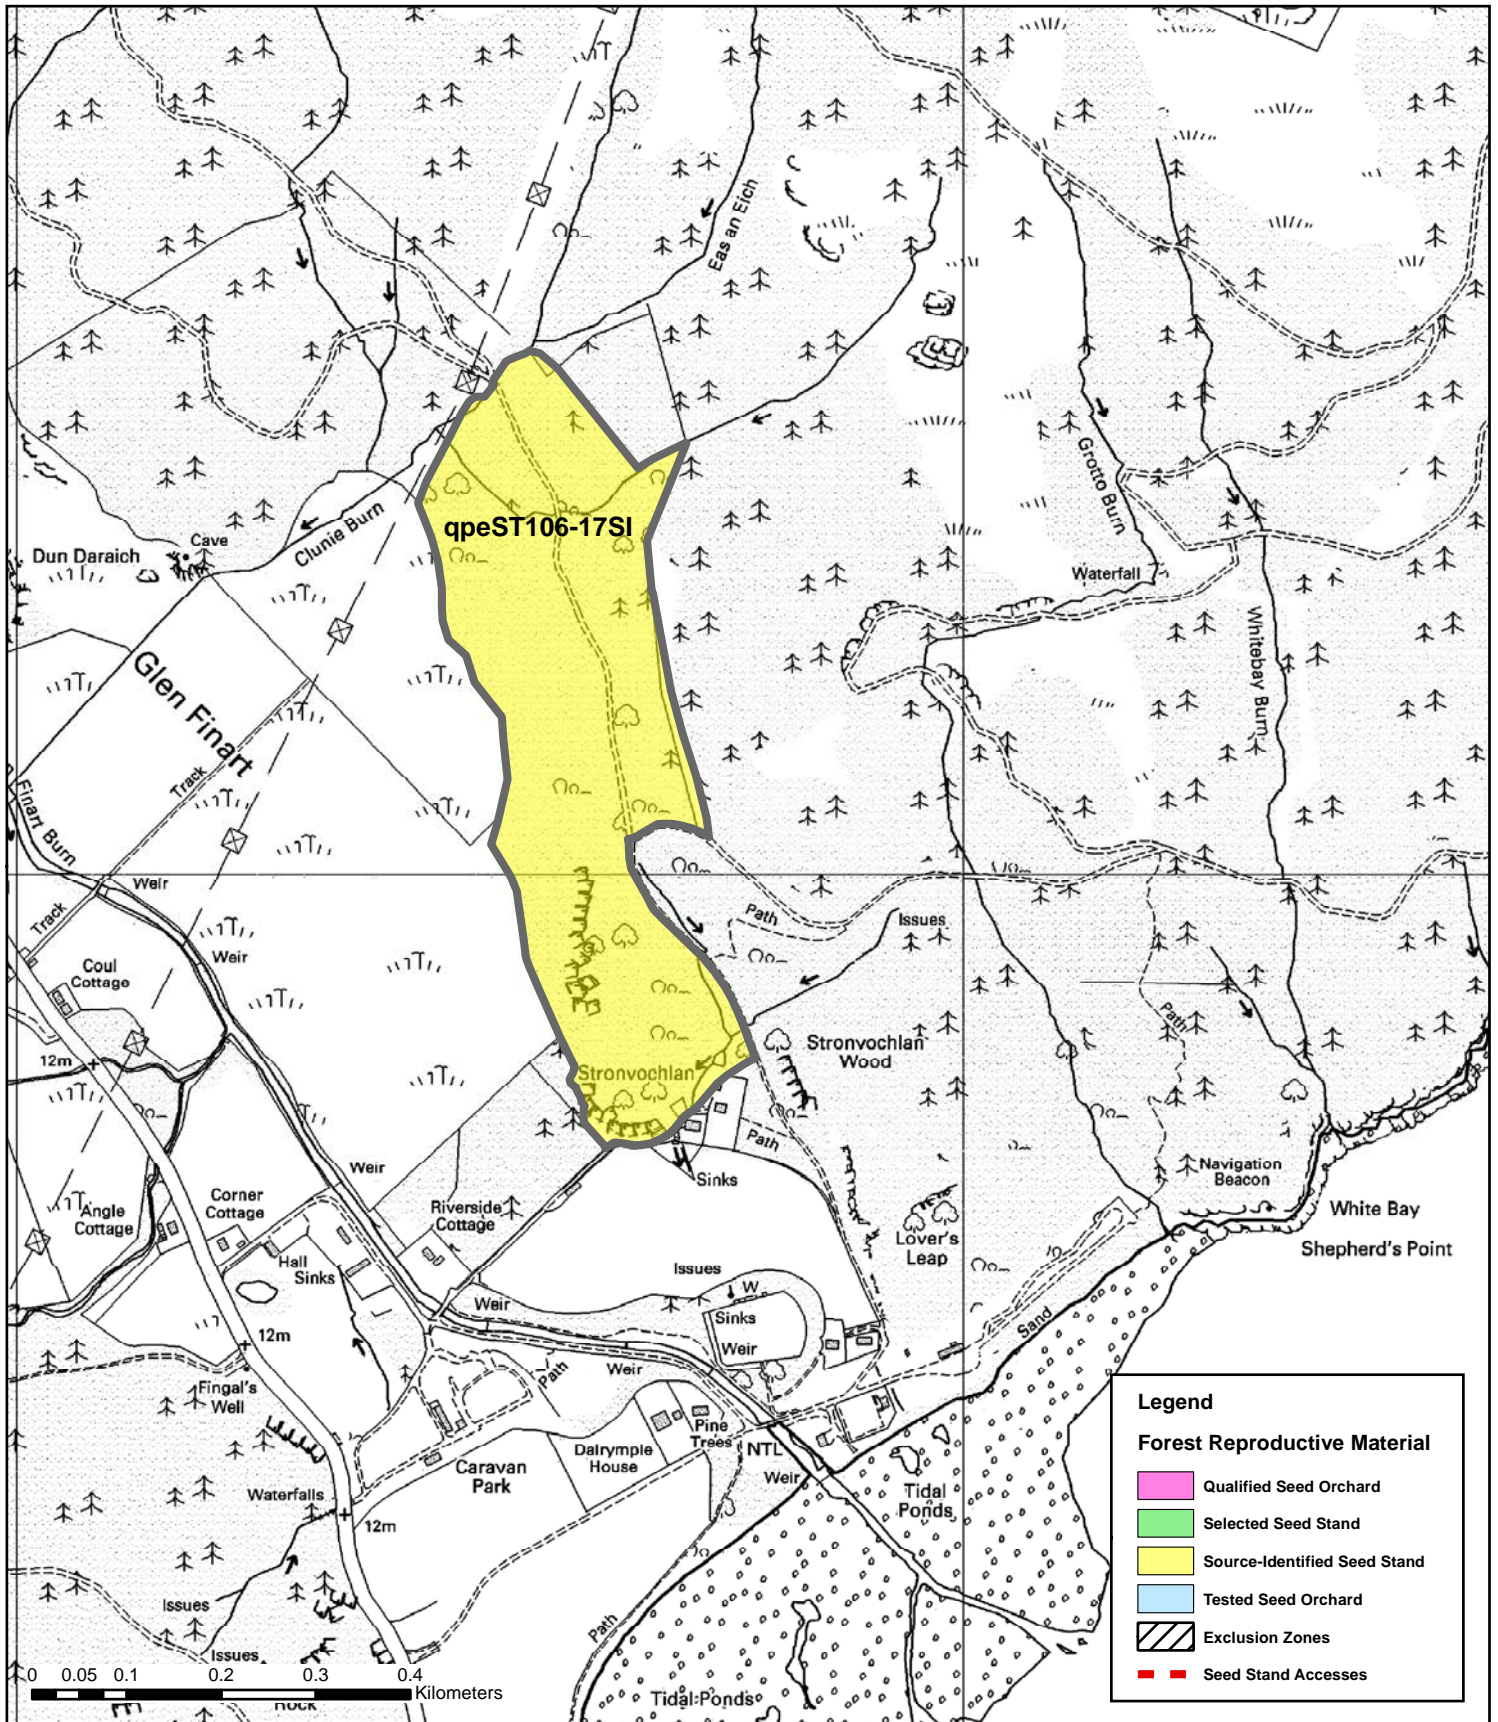 Eas an Eich
Grotto Burn
Clunie Burn
qpeST106-17SI
Cave
Dun Daraich
Waterfall
Whitebay Burn
Glen Finart
Track
Finart Burn
Weir
Track
Weir
Path
Issues
Coul
Cottage
Path
Stronvochlan
Wood
12m
Stronvochlan
Path
Sinks
Weir
Navigation
Beacon
White Bay
Shepherd's Point
Angle
Cottage
Corner
Cottage
Riverside
Cottage
Lover's
Leap
Hall
Sinks
Issues
W
Sinks
Weir
Weir
Sand
12m
Path
Weir
Fingal's
Well
Pine
Trees
NTL
Weir
Dalrymple
House
Caravan
Park
Waterfalls
12m
Tidal
Ponds
Issues
Path
Issues
Tidal Ponds
Rock
0 0.05 0.1 0.2 0.3 0.4
Kilometers
Legend
Forest Reproductive Material
Qualified Seed Orchard
Selected Seed Stand
Source-Identified Seed Stand
Tested Seed Orchard
Exclusion Zones
Seed Stand Accesses